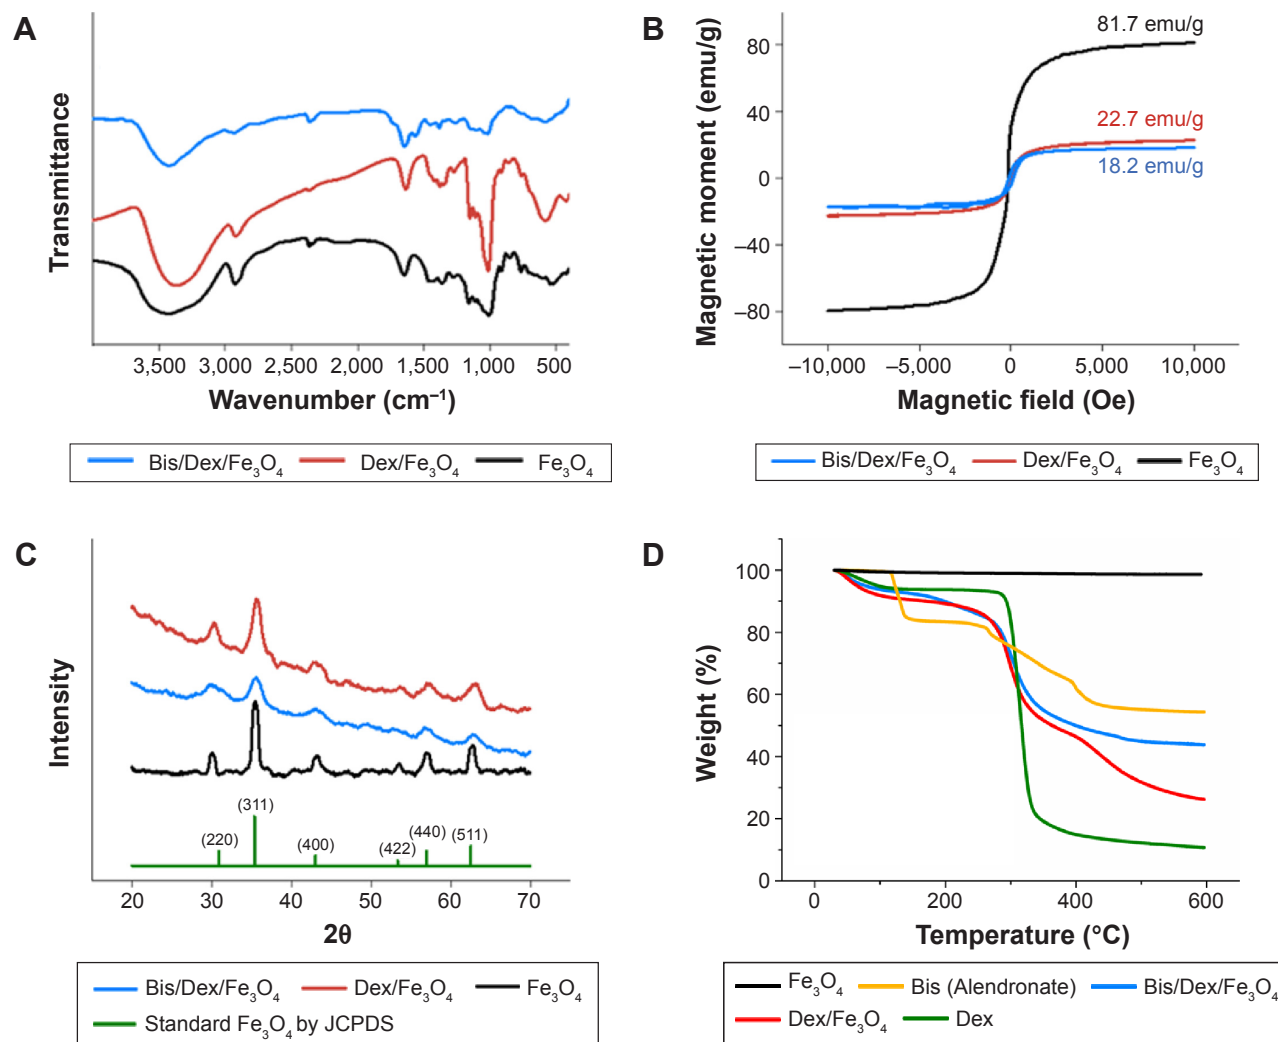 A
Transmittance
3,500 3,000 2,500 2,000 1,500 1,000 500
Wavenumber (cm⁻¹)
Bis/Dex/Fe₃O₄ Dex/Fe₃O₄ Fe₃O₄
B
Magnetic moment (emu/g)
80
40
0
–40
–80
81.7 emu/g
22.7 emu/g
18.2 emu/g
–10,000 –5,000 0 5,000 10,000
Magnetic field (Oe)
Bis/Dex/Fe₃O₄ Dex/Fe₃O₄ Fe₃O₄
C
Intensity
(220) (311) (400) (422) (440) (511)
20 30 40 50 60 70
2θ
Bis/Dex/Fe₃O₄ Dex/Fe₃O₄ Fe₃O₄
Standard Fe₃O₄ by JCPDS
D
Weight (%)
100
80
60
40
20
0
0 200 400 600
Temperature (°C)
Fe₃O₄ Bis (Alendronate) Bis/Dex/Fe₃O₄
Dex/Fe₃O₄ Dex